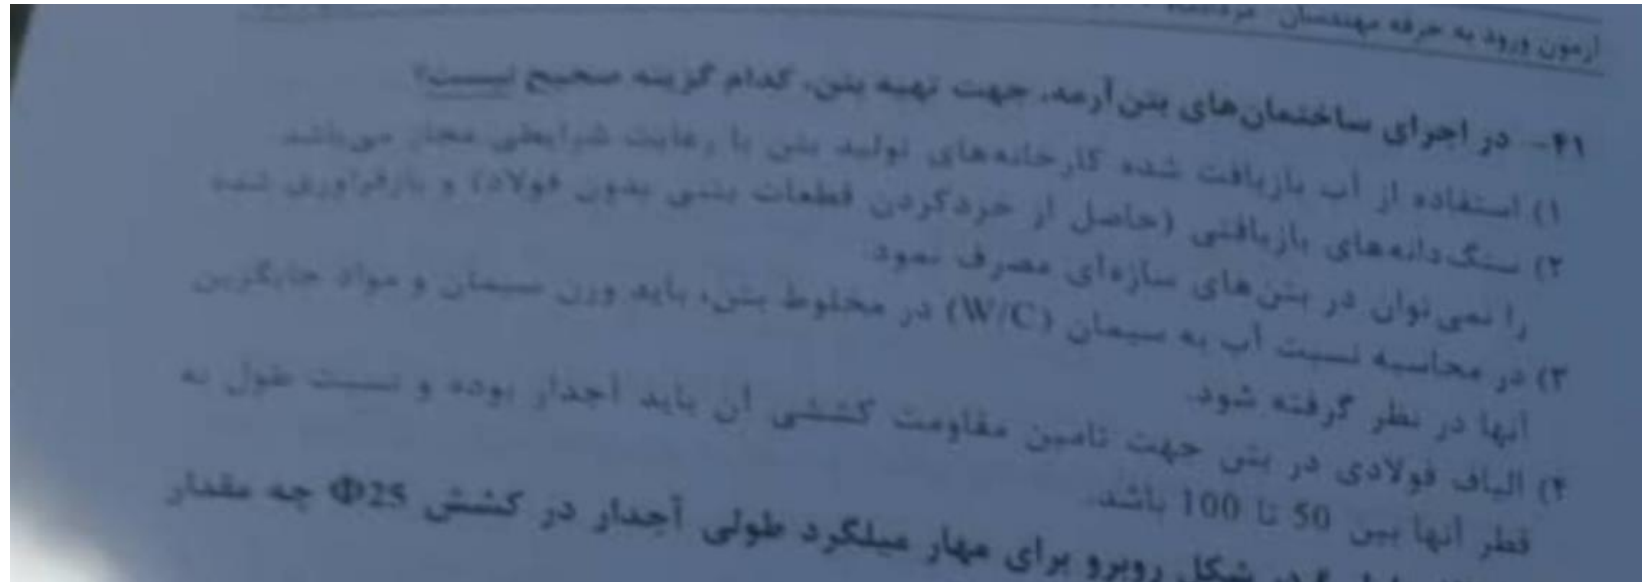 آزمون ورود به حرفه مهندسان
۴۱- در اجرای ساختمان‌های بتن‌آرمه، جهت تهیه بتن، کدام گزینه صحیح نیست؟
۱) استفاده از آب بازیافت شده کارخانه‌های تولید بتن با رعایت شرایطی مجاز می‌باشد.
۲) سنگ‌دانه‌های بازیافتی (حاصل از خردکردن قطعات بتنی بدون فولاد) و بازفرآوری شده
را نمی‌توان در بتن‌های سازه‌ای مصرف نمود.
۳) در محاسبه نسبت آب به سیمان (W/C) در مخلوط بتن، باید وزن سیمان و مواد جایگزین
آنها در نظر گرفته شود.
۴) الیاف فولادی در بتن جهت تامین مقاومت کششی آن باید آجدار بوده و نسبت طول به
قطر آنها بین 50 تا 100 باشد.
در شکل روبرو برای مهار میلگرد طولی آجدار در کشش Φ25 چه مقدار